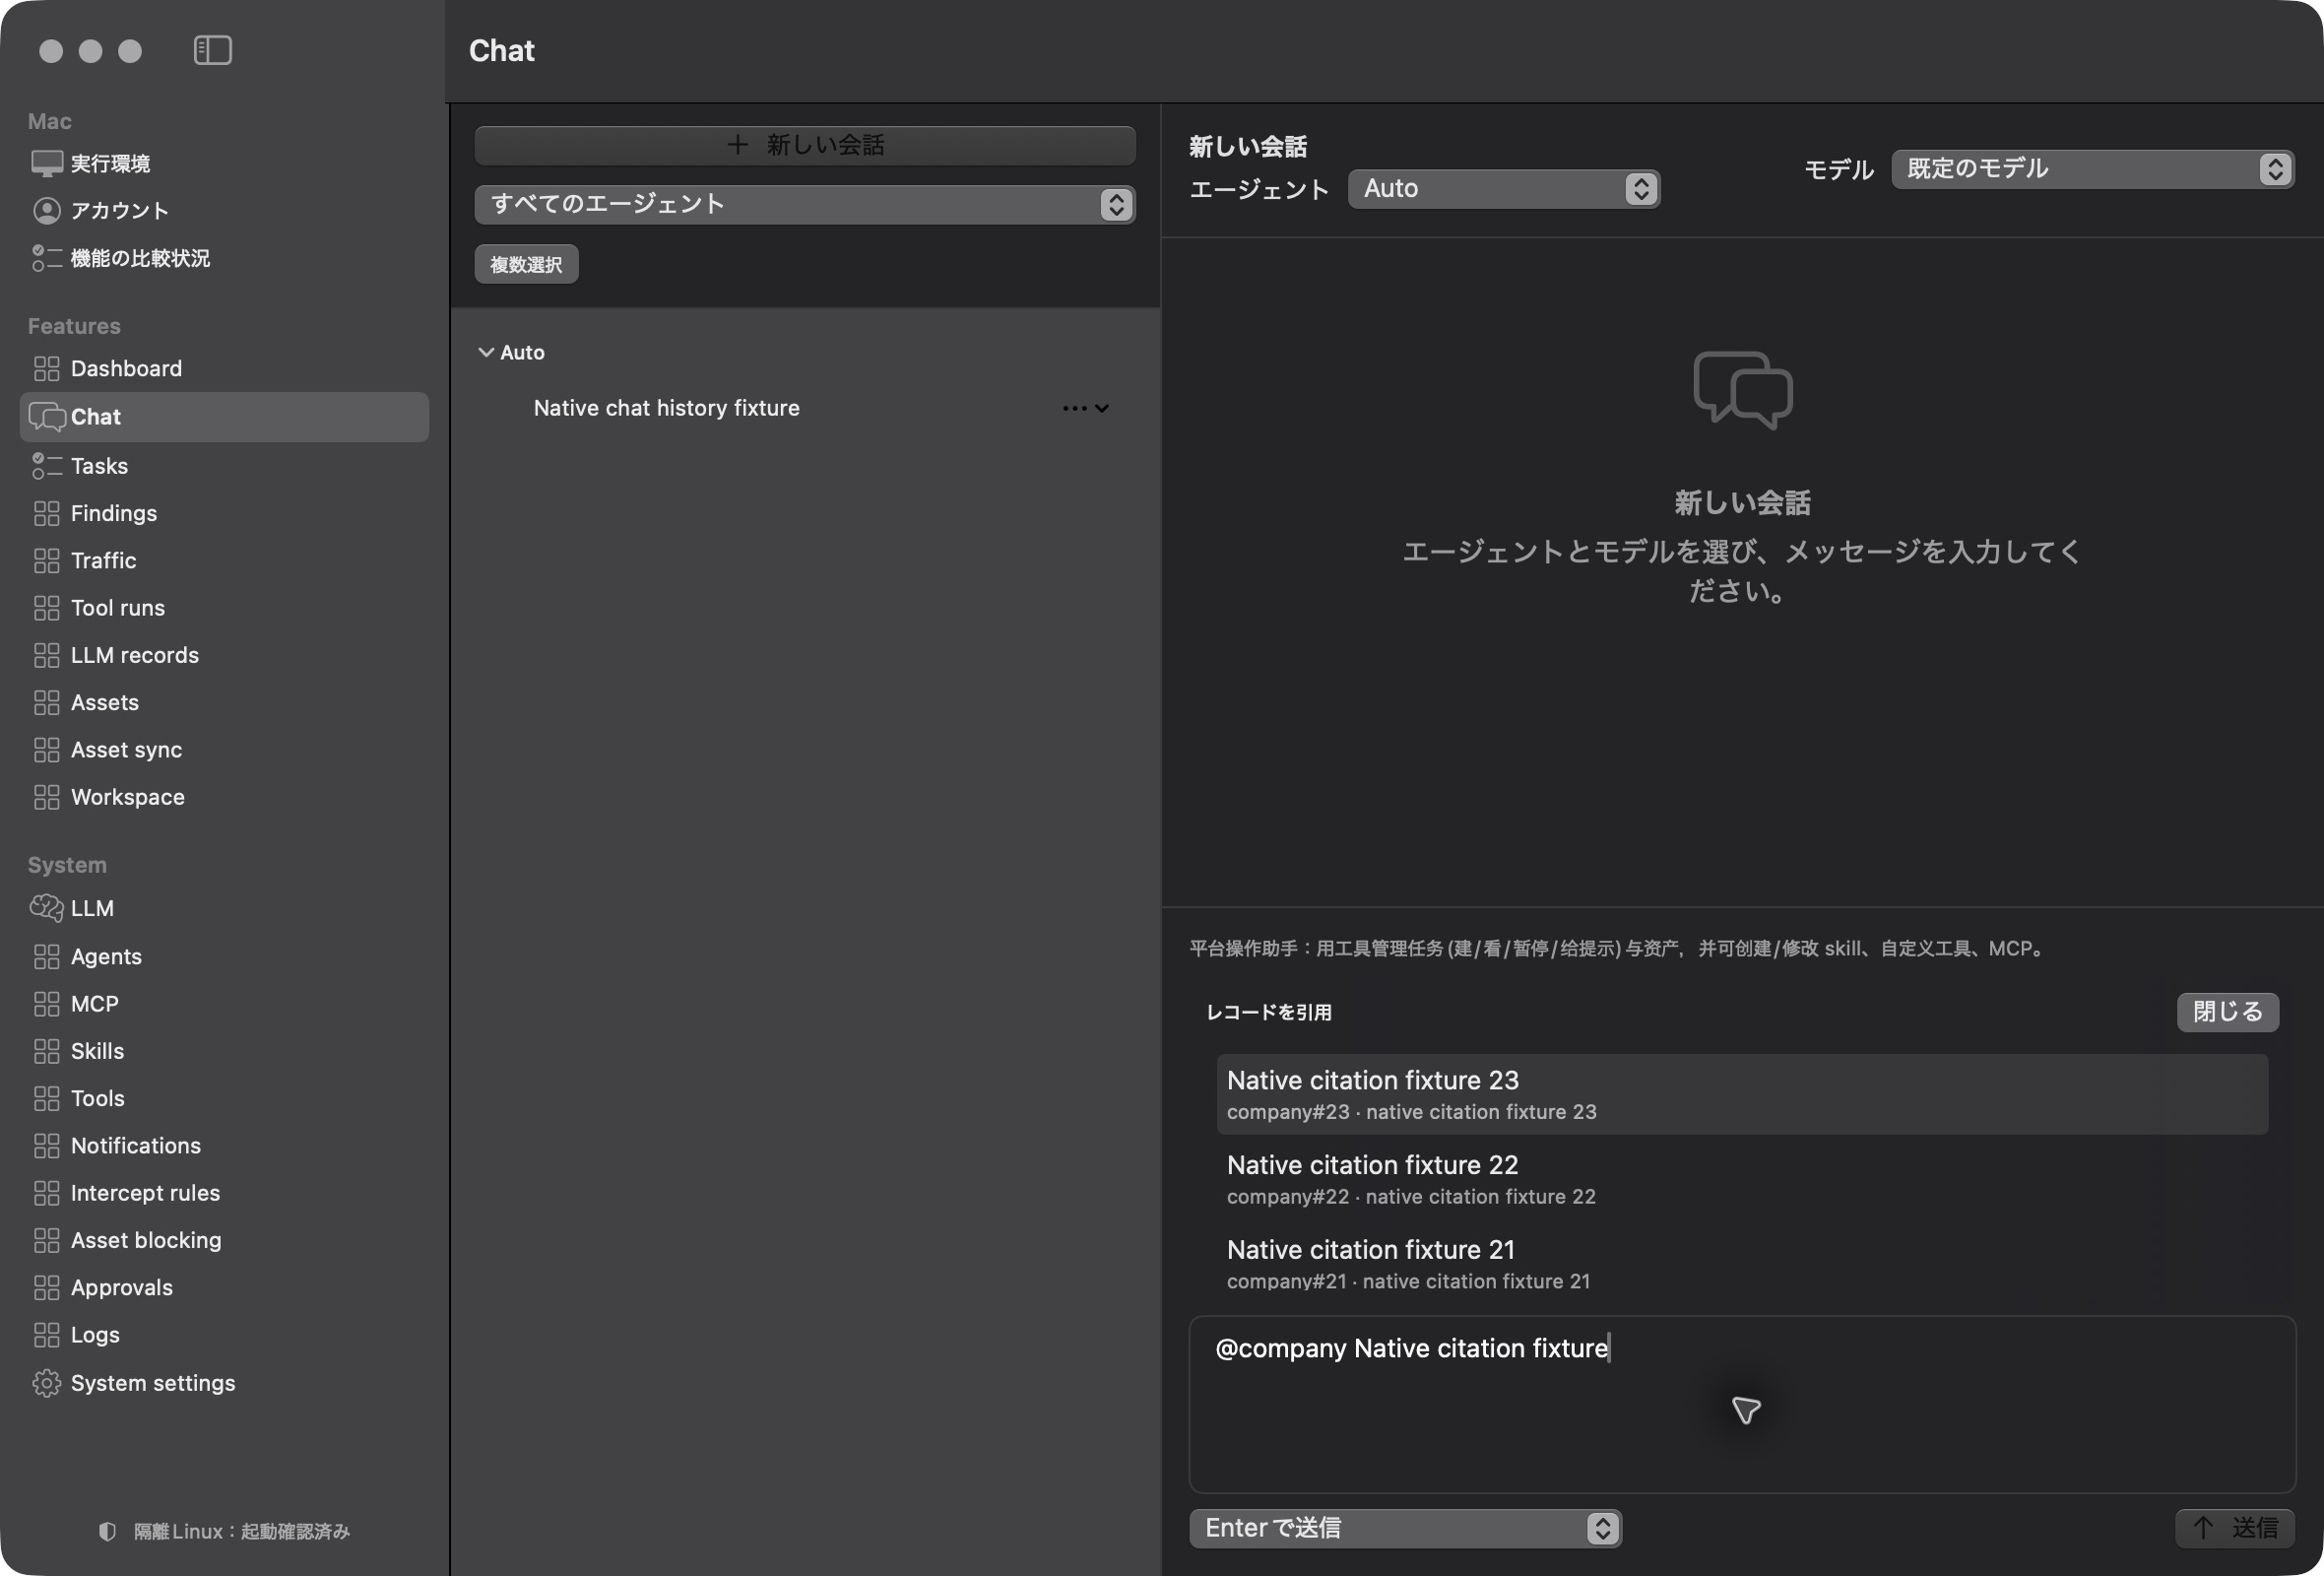 Chat
Mac
実行環境
アカウント
機能の比較状況
Features
Dashboard
Chat
Tasks
Findings
Traffic
Tool runs
LLM records
Assets
Asset sync
Workspace
System
LLM
Agents
MCP
Skills
Tools
Notifications
Intercept rules
Asset blocking
Approvals
Logs
System settings
隔離Linux：起動確認済み
新しい会話
すべてのエージェント
複数選択
Auto
Native chat history fixture
新しい会話
エージェント Auto
モデル 既定のモデル
新しい会話
エージェントとモデルを選び、メッセージを入力してく
ださい。
平台操作助手：用工具管理任务(建/看/暂停/给提示)与资产，并可创建/修改 skill、自定义工具、MCP。
レコードを引用
閉じる
Native citation fixture 23
company#23 · native citation fixture 23
Native citation fixture 22
company#22 · native citation fixture 22
Native citation fixture 21
company#21 · native citation fixture 21
@company Native citation fixture
Enterで送信
送信